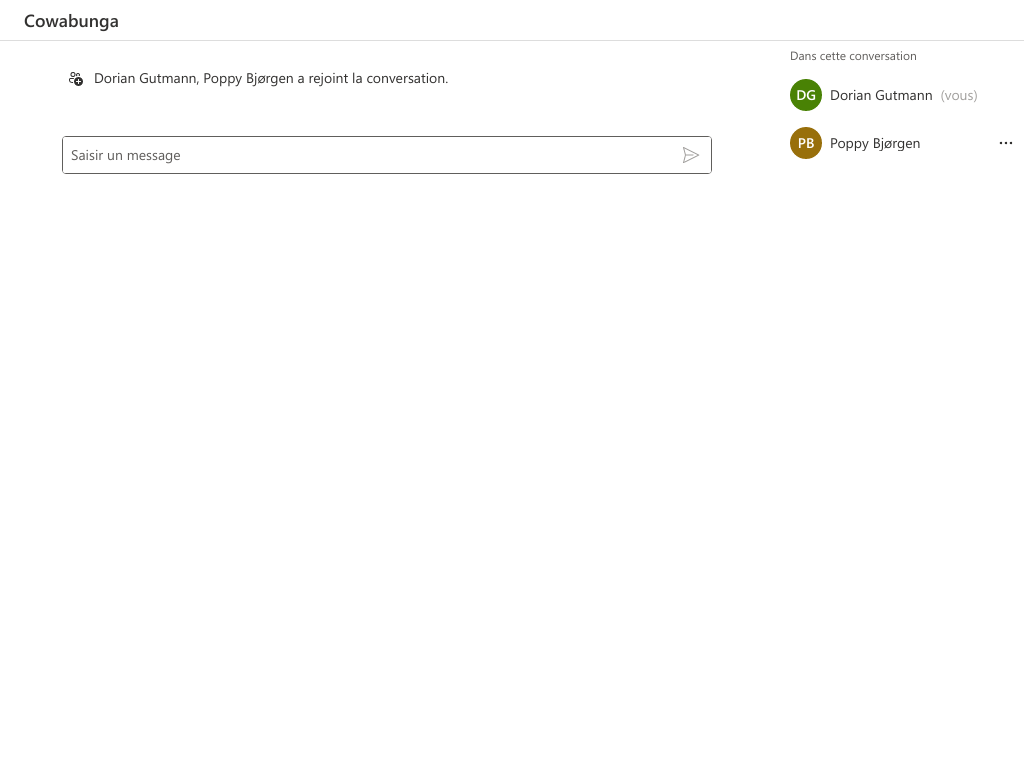 Cowabunga
Dorian Gutmann, Poppy Bjørgen a rejoint la conversation.
Saisir un message
Dans cette conversation
DG Dorian Gutmann (vous)
PB Poppy Bjørgen